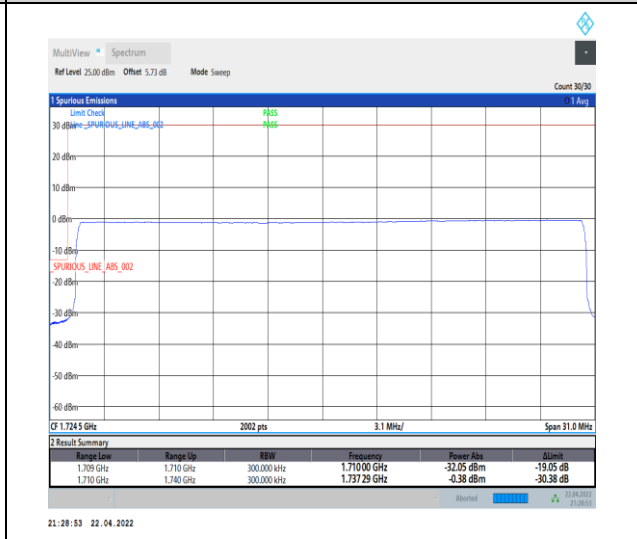 MultiView Spectrum
Ref Level 25.00 dBm Offset 5.73 dB Mode Sweep
Count 30/30
1 Spurious Emissions 1 Avg
Limit Check PASS
30 dBm Line _SPURIOUS_LINE_ABS_002 PASS
20 dBm
10 dBm
0 dBm
-10 dBm
_SPURIOUS_LINE_ABS_002
-20 dBm
-30 dBm
-40 dBm
-50 dBm
-60 dBm
CF 1.724 5 GHz 2002 pts 3.1 MHz/ Span 31.0 MHz
2 Result Summary
Range Low Range Up RBW Frequency Power Abs ΔLimit
1.709 GHz 1.710 GHz 300.000 kHz 1.710 00 GHz -32.05 dBm -19.05 dB
1.710 GHz 1.740 GHz 300.000 kHz 1.737 29 GHz -0.38 dBm -30.38 dB
Aborted 22.04.2022
21:28:53
21:28:53 22.04.2022